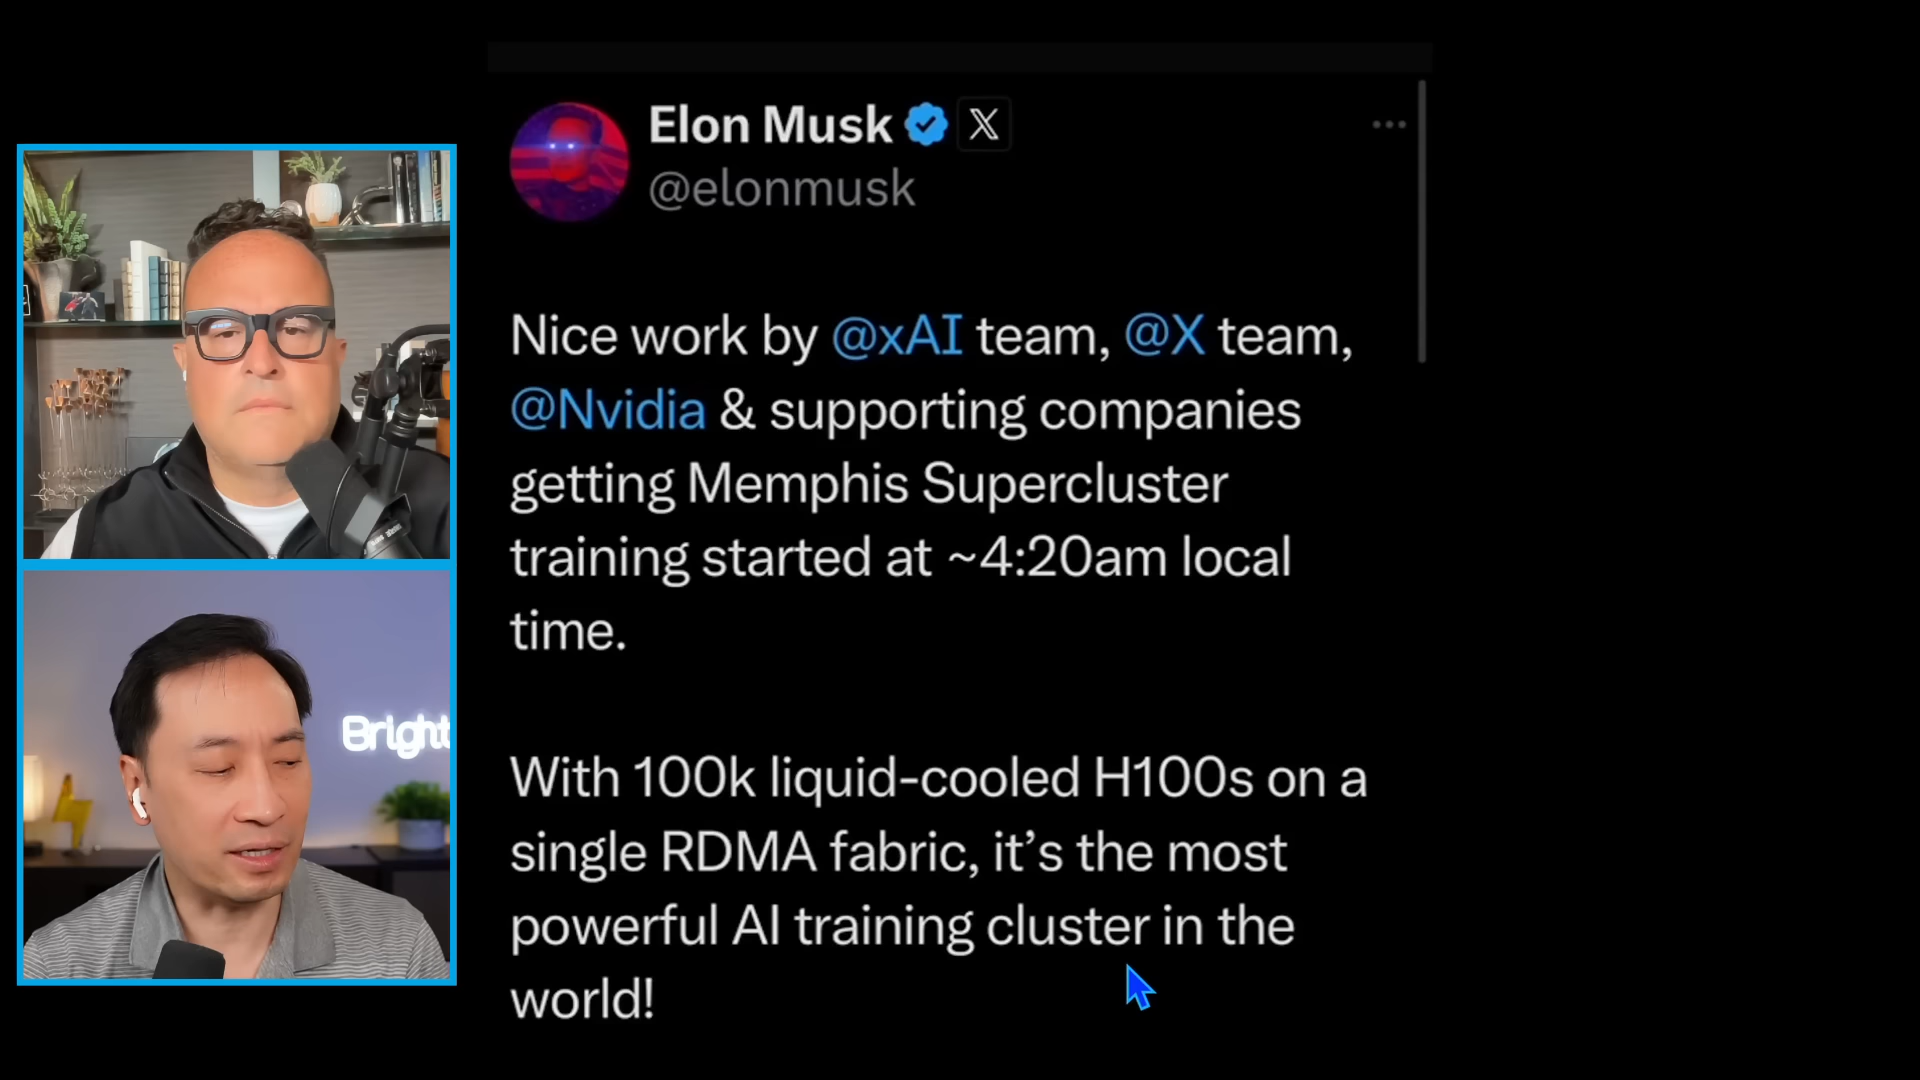 Elon Musk
@elonmusk
Nice work by @xAI team, @X team,
@Nvidia & supporting companies
getting Memphis Supercluster
training started at ~4:20am local
time.
With 100k liquid-cooled H100s on a
single RDMA fabric, it's the most
powerful AI training cluster in the
world!
Bright